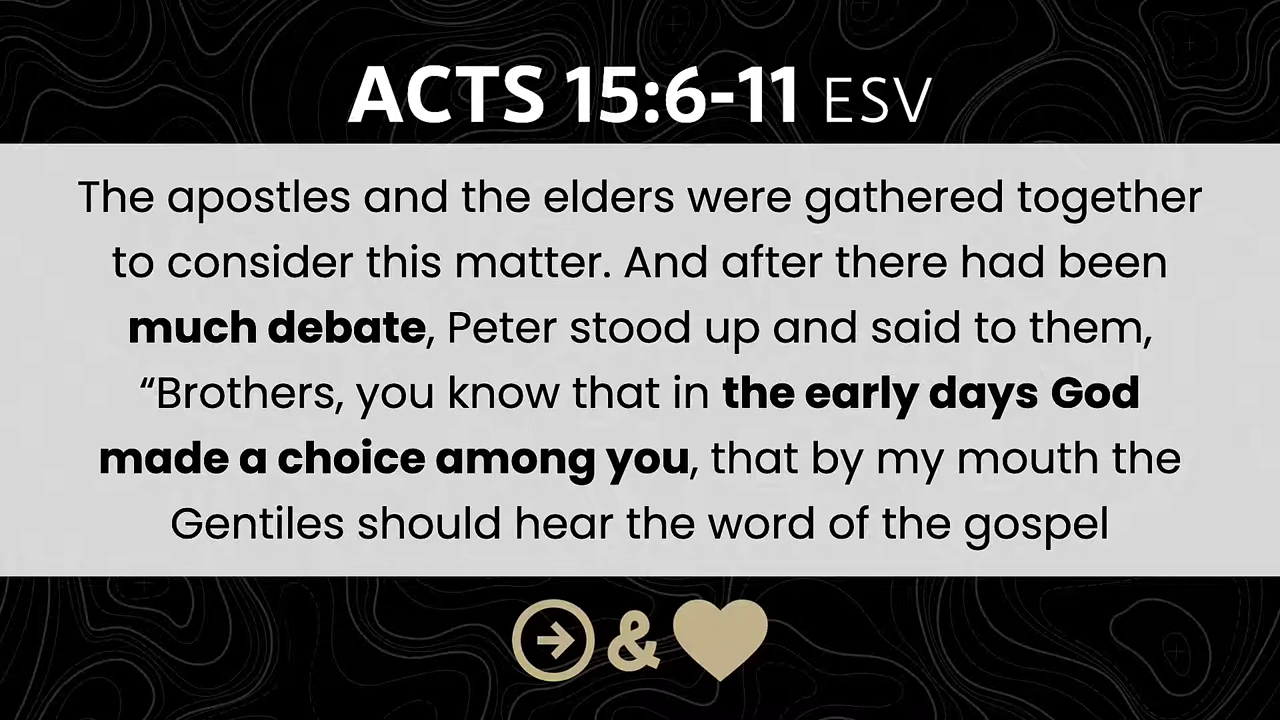 ACTS 15:6-11 ESV
The apostles and the elders were gathered together
to consider this matter. And after there had been
much debate, Peter stood up and said to them,
“Brothers, you know that in the early days God
made a choice among you, that by my mouth the
Gentiles should hear the word of the gospel
&